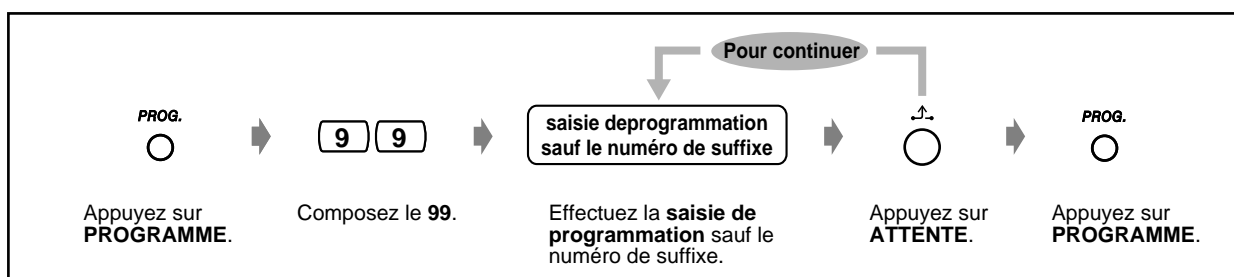 Pour continuer
PROG.
9 9
saisie deprogrammation
sauf le numéro de suffixe
PROG.
Appuyez sur
PROGRAMME.
Composez le 99.
Effectuez la saisie de
programmation sauf le
numéro de suffixe.
Appuyez sur
ATTENTE.
Appuyez sur
PROGRAMME.